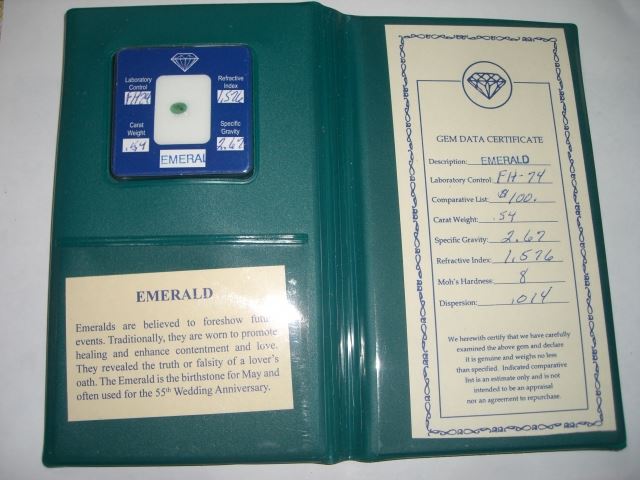 Laboratory Control FH-74
Refractive Index 1.576
Carat Weight .54
Specific Gravity 2.67
EMERAL
EMERALD
Emeralds are believed to foreshow future
events. Traditionally, they are worn to promote
healing and enhance contentment and love.
They revealed the truth or falsity of a lover's
oath. The Emerald is the birthstone for May and
often used for the 55th Wedding Anniversary.
GEM DATA CERTIFICATE
Description: EMERALD
Laboratory Control: FH-74
Comparative List: $100.
Carat Weight: .54
Specific Gravity: 2.67
Refractive Index: 1.576
Moh's Hardness: 8
Dispersion: .014
We herewith certify that we have carefully
examined the above gem and declare
it is genuine and weighs no less
than specified. Indicated comparative
list is an estimate only and is not
intended to be an appraisal
nor an agreement to repurchase.